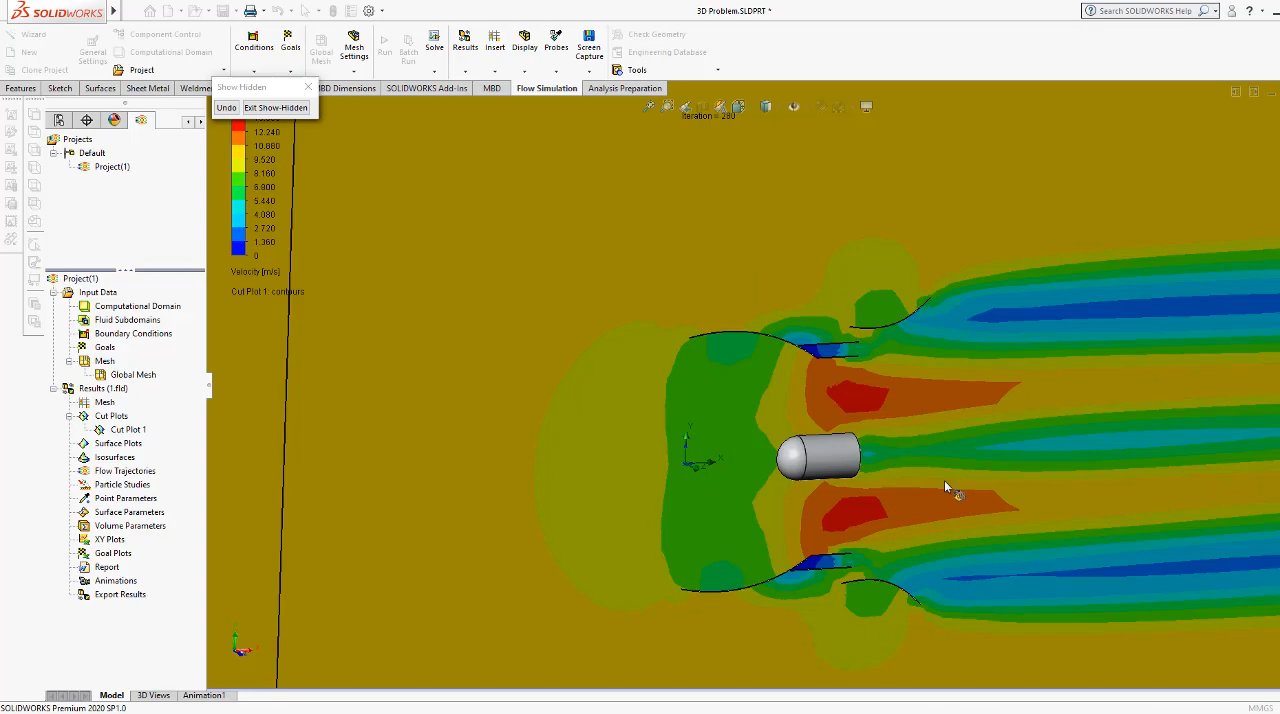 SOLIDWORKS
3D Problem.SLDPRT *
Search SOLIDWORKS Help
?
Wizard
New
Clone Project
General Settings
Component Control
Computational Domain
Project
Conditions
Goals
Global Mesh
Mesh Settings
Run
Batch Run
Solve
Results
Insert
Display
Probes
Screen Capture
Check Geometry
Engineering Database
Tools
Features
Sketch
Surfaces
Sheet Metal
Weldme
MBD Dimensions
SOLIDWORKS Add-Ins
MBD
Flow Simulation
Analysis Preparation
Show Hidden
Undo
Exit Show-Hidden
Iteration = 280
12.240
10.880
9.520
8.160
6.800
5.440
4.080
2.720
1.360
0
Velocity [m/s]
Cut Plot 1: contours
Projects
Default
Project(1)
Project(1)
Input Data
Computational Domain
Fluid Subdomains
Boundary Conditions
Goals
Mesh
Global Mesh
Results (1.fld)
Mesh
Cut Plots
Cut Plot 1
Surface Plots
Isosurfaces
Flow Trajectories
Particle Studies
Point Parameters
Surface Parameters
Volume Parameters
XY Plots
Goal Plots
Report
Animations
Export Results
Y
X
Z
Model
3D Views
Animation1
SOLIDWORKS Premium 2020 SP1.0
MMGS